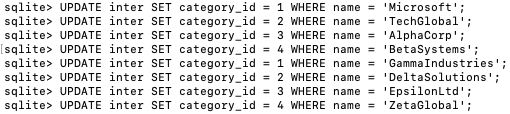 sqlite> UPDATE inter SET category_id = 1 WHERE name = 'Microsoft';
sqlite> UPDATE inter SET category_id = 2 WHERE name = 'TechGlobal';
sqlite> UPDATE inter SET category_id = 3 WHERE name = 'AlphaCorp';
sqlite> UPDATE inter SET category_id = 4 WHERE name = 'BetaSystems';
sqlite> UPDATE inter SET category_id = 1 WHERE name = 'GammaIndustries';
sqlite> UPDATE inter SET category_id = 2 WHERE name = 'DeltaSolutions';
sqlite> UPDATE inter SET category_id = 3 WHERE name = 'EpsilonLtd';
sqlite> UPDATE inter SET category_id = 4 WHERE name = 'ZetaGlobal';